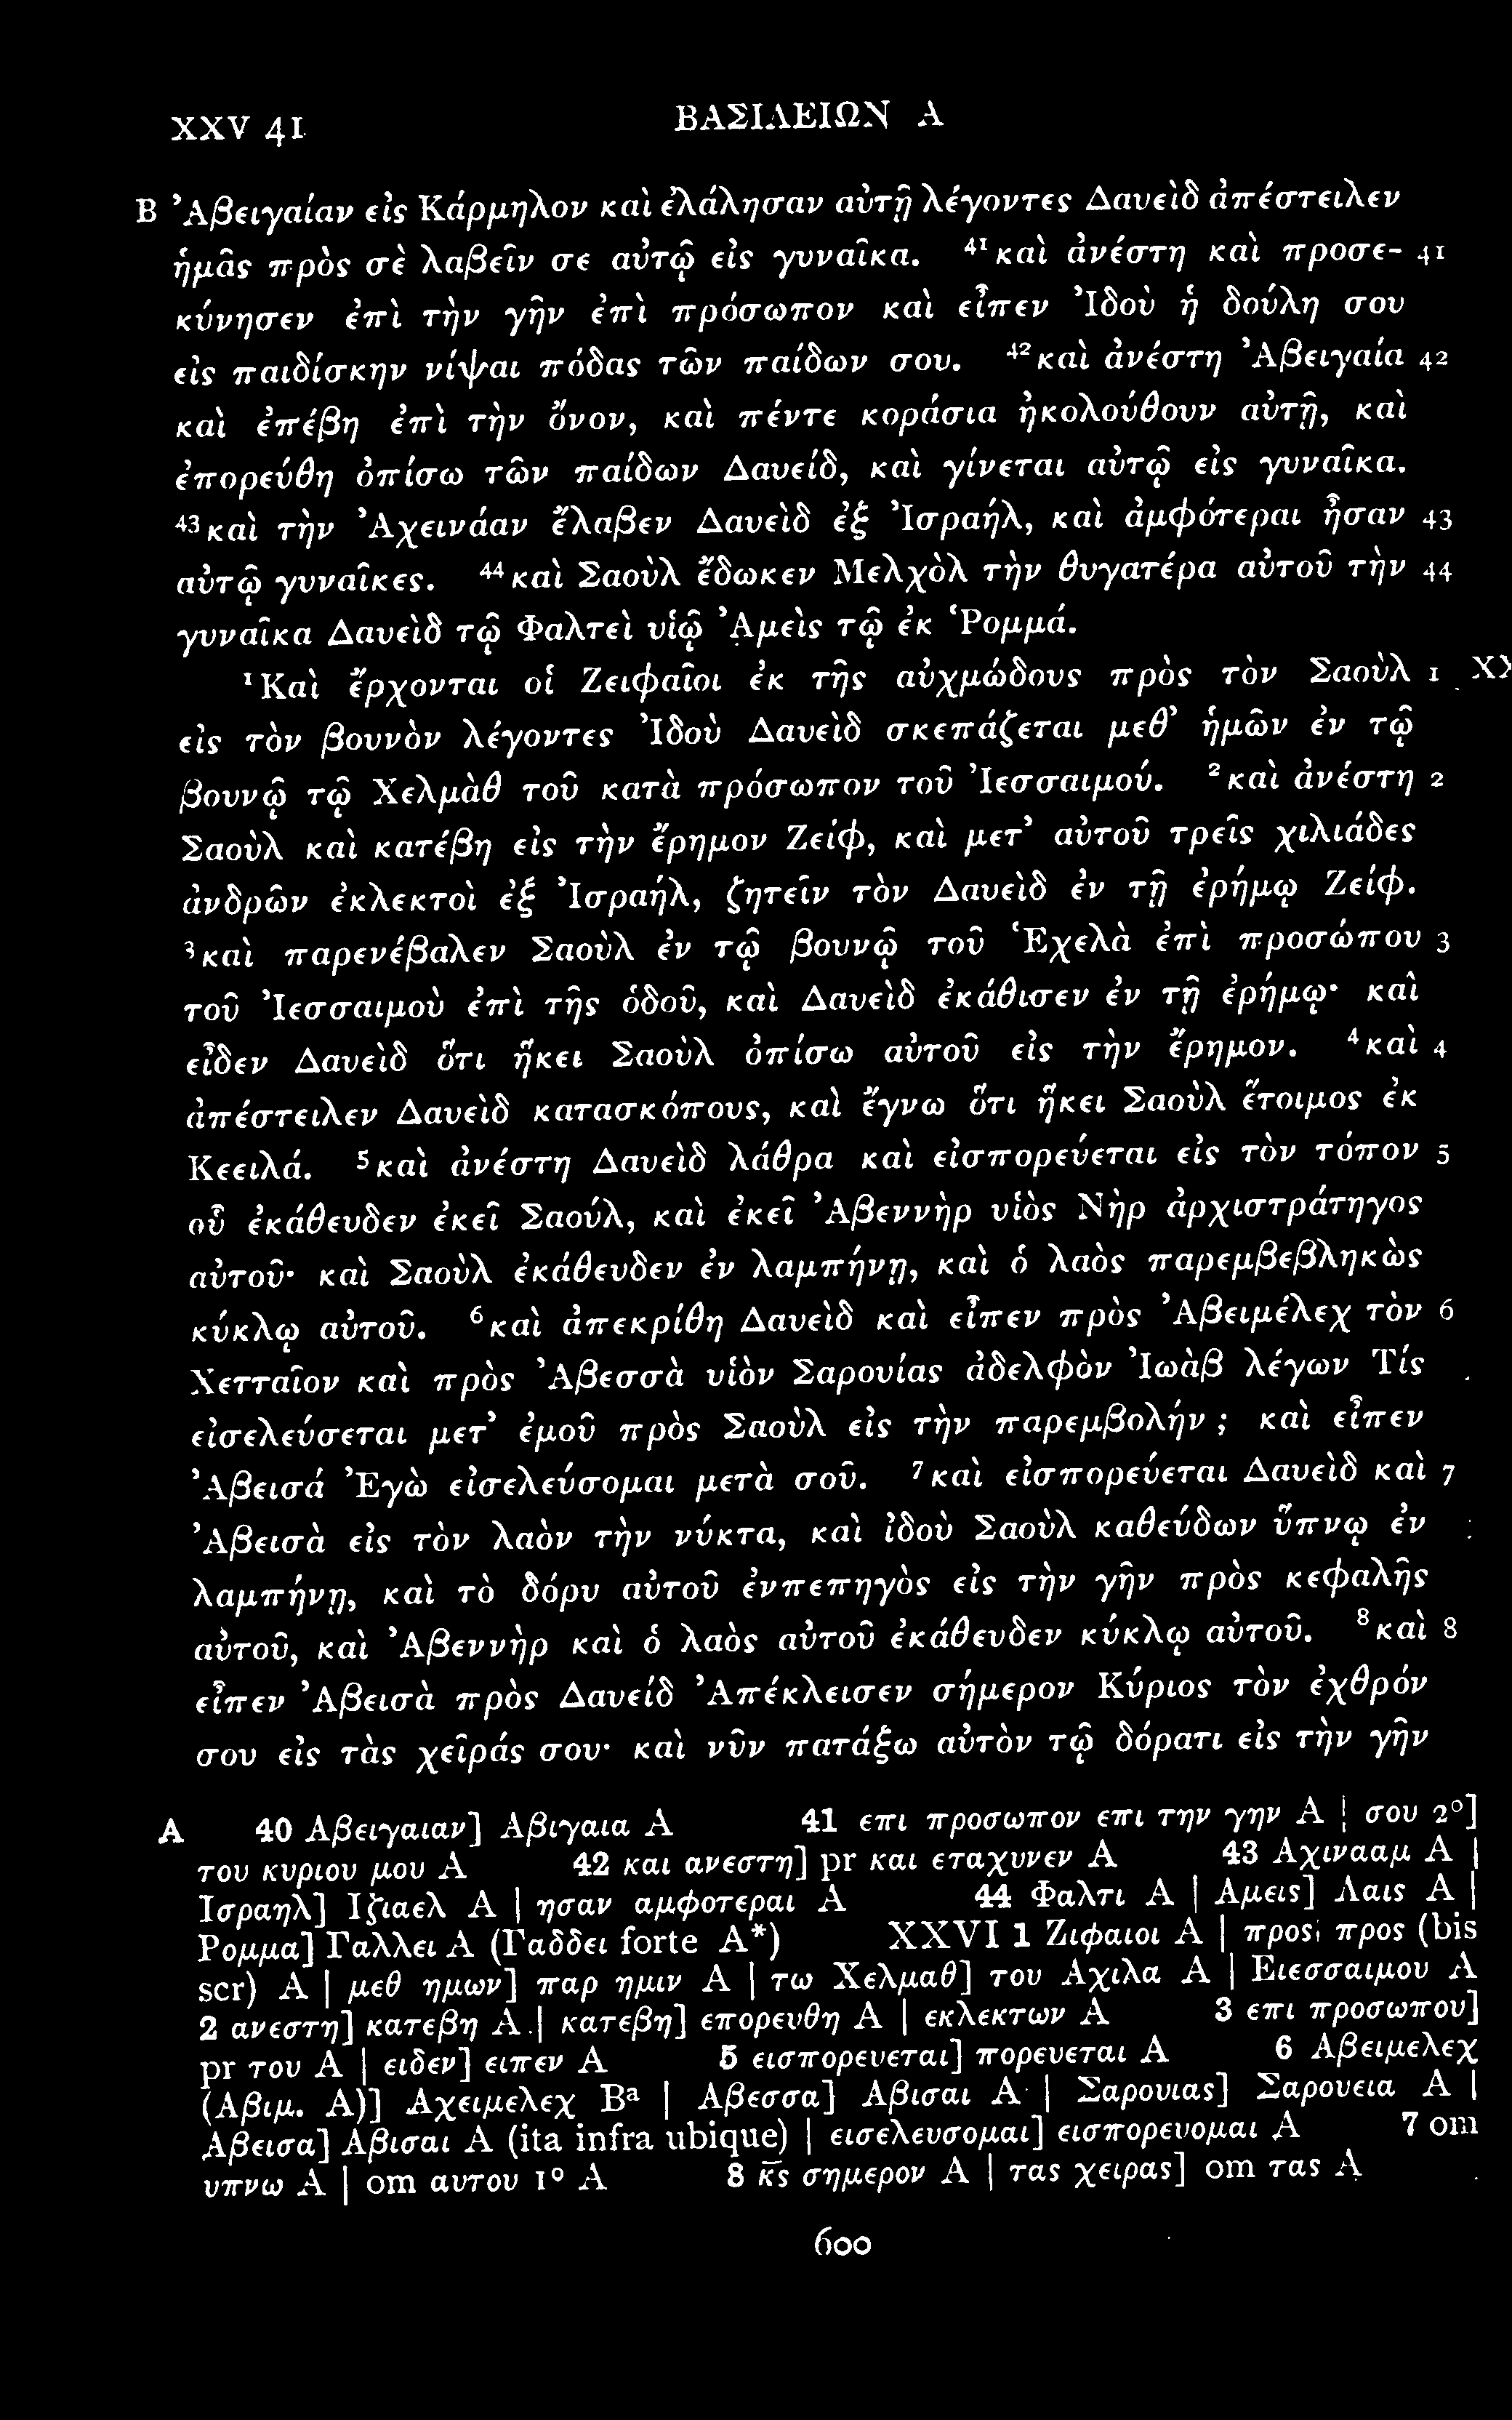 XXV 41 ΒΑΣΙΛΕΙΩΝ Α
B Ἀβειγαίαν εἰς Κάρμηλον καὶ ἐλάλησαν αὐτῇ λέγοντες Δαυεὶδ ἀπέστειλεν
ἡμᾶς πρὸς σὲ λαβεῖν σε αὐτῷ εἰς γυναῖκα. ⁴¹καὶ ἀνέστη καὶ προσε- 41
κύνησεν ἐπὶ τὴν γῆν ἐπὶ πρόσωπον καὶ εἶπεν Ἰδοὺ ἡ δούλη σου
εἰς παιδίσκην νίψαι πόδας τῶν παίδων σου. ⁴²καὶ ἀνέστη Ἀβειγαία 42
καὶ ἐπέβη ἐπὶ τὴν ὄνον, καὶ πέντε κοράσια ἠκολούθουν αὐτῇ, καὶ
ἐπορεύθη ὀπίσω τῶν παίδων Δαυείδ, καὶ γίνεται αὐτῷ εἰς γυναῖκα.
⁴³καὶ τὴν Ἀχεινάαν ἔλαβεν Δαυεὶδ ἐξ Ἰσραήλ, καὶ ἀμφότεραι ἦσαν 43
αὐτῷ γυναῖκες. ⁴⁴καὶ Σαοὺλ ἔδωκεν Μελχὸλ τὴν θυγατέρα αὐτοῦ τὴν 44
γυναῖκα Δαυεὶδ τῷ Φαλτεὶ υἱῷ Ἀμεὶς τῷ ἐκ Ῥομμά.
¹Καὶ ἔρχονται οἱ Ζειφαῖοι ἐκ τῆς αὐχμώδους πρὸς τὸν Σαοὺλ 1 XX
εἰς τὸν βουνὸν λέγοντες Ἰδοὺ Δαυεὶδ σκεπάζεται μεθ’ ἡμῶν ἐν τῷ
βουνῷ τῷ Χελμὰθ τοῦ κατὰ πρόσωπον τοῦ Ἰεσσαιμού. ²καὶ ἀνέστη 2
Σαοὺλ καὶ κατέβη εἰς τὴν ἔρημον Ζείφ, καὶ μετ’ αὐτοῦ τρεῖς χιλιάδες
ἀνδρῶν ἐκλεκτοὶ ἐξ Ἰσραήλ, ζητεῖν τὸν Δαυεὶδ ἐν τῇ ἐρήμῳ Ζείφ.
³καὶ παρενέβαλεν Σαοὺλ ἐν τῷ βουνῷ τοῦ Ἑχελὰ ἐπὶ προσώπου 3
τοῦ Ἰεσσαιμοὺ ἐπὶ τῆς ὁδοῦ, καὶ Δαυεὶδ ἐκάθισεν ἐν τῇ ἐρήμῳ· καὶ
εἶδεν Δαυεὶδ ὅτι ἥκει Σαοὺλ ὀπίσω αὐτοῦ εἰς τὴν ἔρημον. ⁴καὶ 4
ἀπέστειλεν Δαυεὶδ κατασκόπους, καὶ ἔγνω ὅτι ἥκει Σαοὺλ ἕτοιμος ἐκ
Κεειλά. ⁵καὶ ἀνέστη Δαυεὶδ λάθρα καὶ εἰσπορεύεται εἰς τὸν τόπον 5
οὗ ἐκάθευδεν ἐκεῖ Σαούλ, καὶ ἐκεῖ Ἀβεννὴρ υἱὸς Νὴρ ἀρχιστράτηγος
αὐτοῦ· καὶ Σαοὺλ ἐκάθευδεν ἐν λαμπήνῃ, καὶ ὁ λαὸς παρεμβεβληκὼς
κύκλῳ αὐτοῦ. ⁶καὶ ἀπεκρίθη Δαυεὶδ καὶ εἶπεν πρὸς Ἀβειμέλεχ τὸν 6
Χετταῖον καὶ πρὸς Ἀβεσσὰ υἱὸν Σαρουίας ἀδελφὸν Ἰωὰβ λέγων Τίς
εἰσελεύσεται μετ’ ἐμοῦ πρὸς Σαοὺλ εἰς τὴν παρεμβολήν ; καὶ εἶπεν
Ἀβεισά Ἐγὼ εἰσελεύσομαι μετὰ σοῦ. ⁷καὶ εἰσπορεύεται Δαυεὶδ καὶ 7
Ἀβεισὰ εἰς τὸν λαὸν τὴν νύκτα, καὶ ἰδοὺ Σαοὺλ καθεύδων ὕπνῳ ἐν
λαμπήνῃ, καὶ τὸ δόρυ αὐτοῦ ἐνπεπηγὸς εἰς τὴν γῆν πρὸς κεφαλῆς
αὐτοῦ, καὶ Ἀβεννὴρ καὶ ὁ λαὸς αὐτοῦ ἐκάθευδεν κύκλῳ αὐτοῦ. ⁸καὶ 8
εἶπεν Ἀβεισὰ πρὸς Δαυείδ Ἀπέκλεισεν σήμερον Κύριος τὸν ἐχθρόν
σου εἰς τὰς χεῖράς σου· καὶ νῦν πατάξω αὐτὸν τῷ δόρατι εἰς τὴν γῆν
A 40 Αβειγαιαν] Αβιγαια A 41 επι προσωπον επι την γην A | σου 2°]
του κυριου μου A 42 και ανεστη] pr και εταχυνεν A 43 Αχινααμ A |
Ισραηλ] Ιζιαελ A | ησαν αμφοτεραι A 44 Φαλτι A | Αμεις] Λαις A |
Ρομμα] Γαλλει A (Γαδδει forte A*) XXVI 1 Ζιφαιοι A | προς] προς (bis
scr) A | μεθ ημων] παρ ημιν A | τω Χελμαθ] του Αχιλα A | Ειεσσαιμου A
2 ανεστη] κατεβη A | κατεβη] επορευθη A | εκλεκτων A 3 επι προσωπου]
pr του A | ειδεν] ειπεν A 5 εισπορευεται] πορευεται A 6 Αβειμελεχ
(Αβιμ. A)] Αχειμελεχ Bᵃ | Αβεσσα] Αβισαι A | Σαρουιας] Σαρουεια A |
Αβεισα] Αβισαι A (ita infra ubique) | εισελευσομαι] εισπορευομαι A 7 om
υπνω A | om αυτου 1° A 8 κ̅ς̅ σημερον A | τας χειρας] om τας A
600